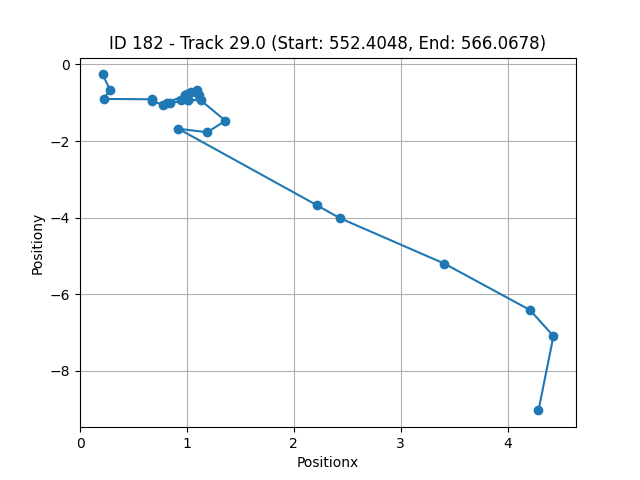 ID 182 - Track 29.0 (Start: 552.4048, End: 566.0678)
0
−2
−4
−6
−8
Positiony
0 1 2 3 4
Positionx